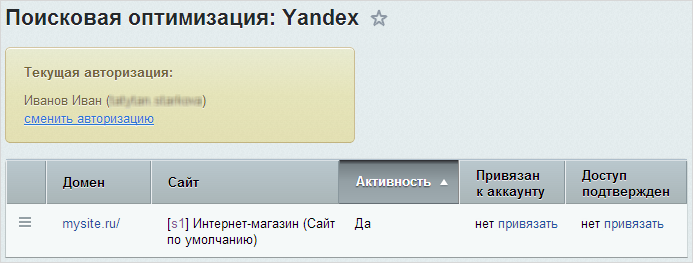 Поисковая оптимизация: Yandex
Текущая авторизация:
Иванов Иван ( )
сменить авторизацию
Домен
Сайт
Активность
Привязан
к аккаунту
Доступ
подтвержден
mysite.ru/
[s1] Интернет-магазин (Сайт
по умолчанию)
Да
нет привязать
нет привязать